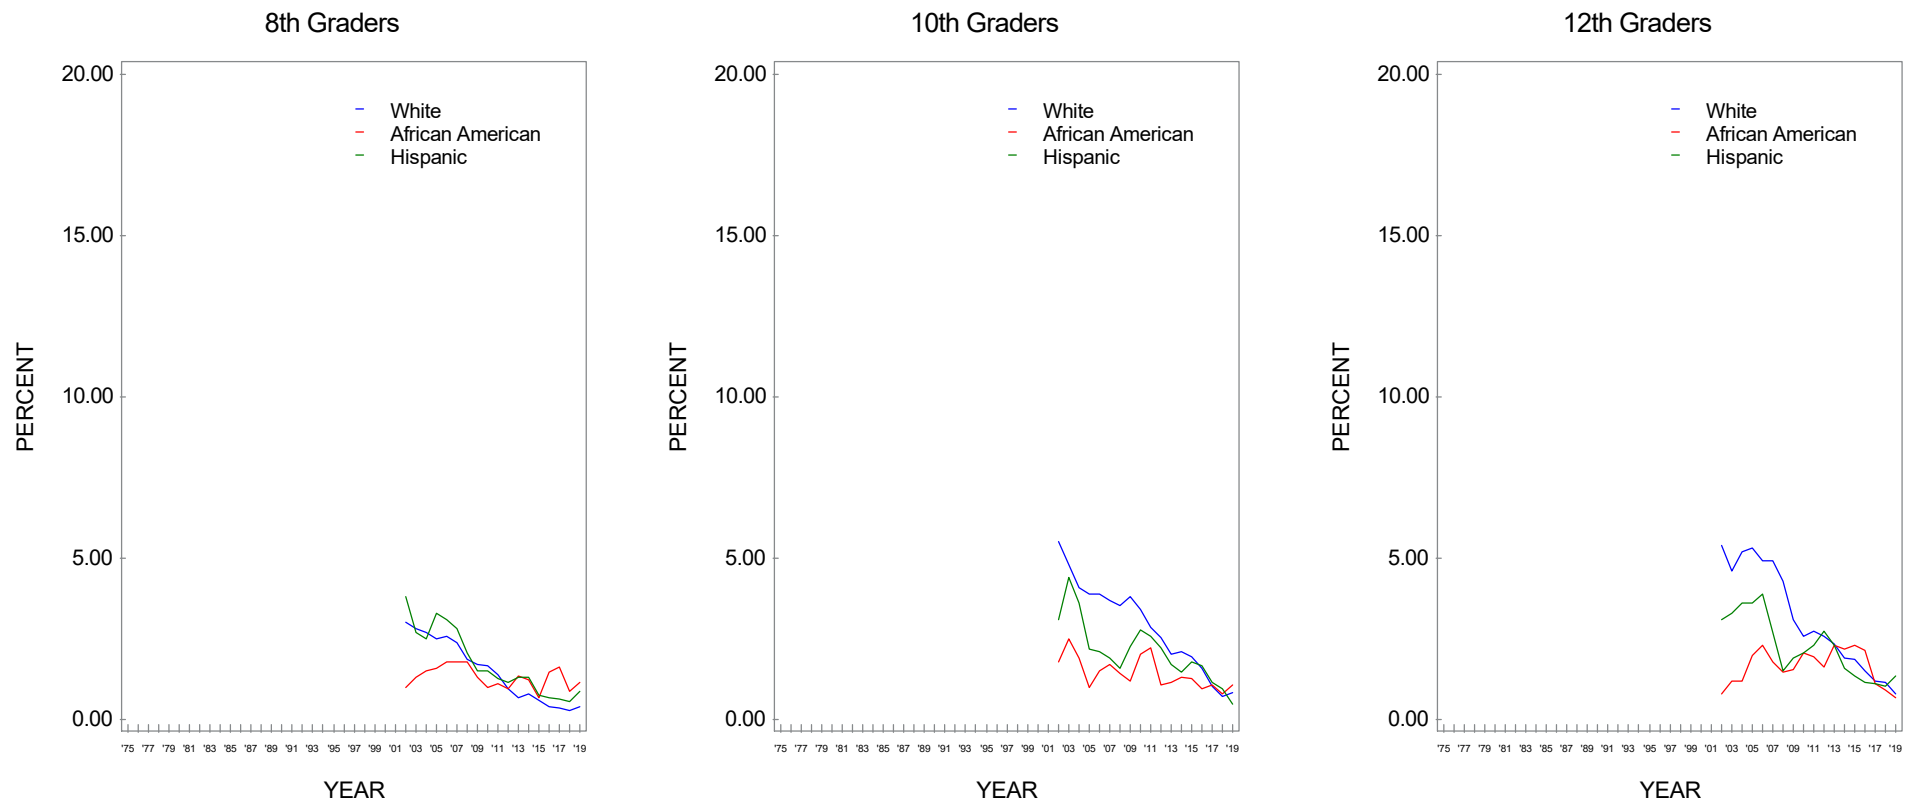 8th Graders
20.00
15.00
10.00
5.00
0.00
PERCENT
White
African American
Hispanic
'75 '77 '79 '81 '83 '85 '87 '89 '91 '93 '95 '97 '99 '01 '03 '05 '07 '09 '11 '13 '15 '17 '19
YEAR
10th Graders
20.00
15.00
10.00
5.00
0.00
PERCENT
White
African American
Hispanic
'75 '77 '79 '81 '83 '85 '87 '89 '91 '93 '95 '97 '99 '01 '03 '05 '07 '09 '11 '13 '15 '17 '19
YEAR
12th Graders
20.00
15.00
10.00
5.00
0.00
PERCENT
White
African American
Hispanic
'75 '77 '79 '81 '83 '85 '87 '89 '91 '93 '95 '97 '99 '01 '03 '05 '07 '09 '11 '13 '15 '17 '19
YEAR